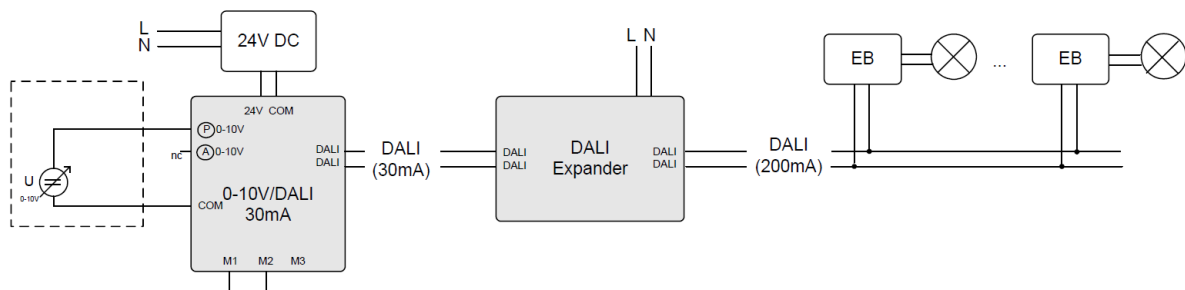 L
N
24V DC
24V COM
P 0-10V
nc
A 0-10V
U
0-10V
COM
0-10V/DALI
30mA
DALI
DALI
M1 M2 M3
DALI
(30mA)
L N
DALI
DALI
DALI
Expander
DALI
DALI
DALI
(200mA)
EB
...
EB